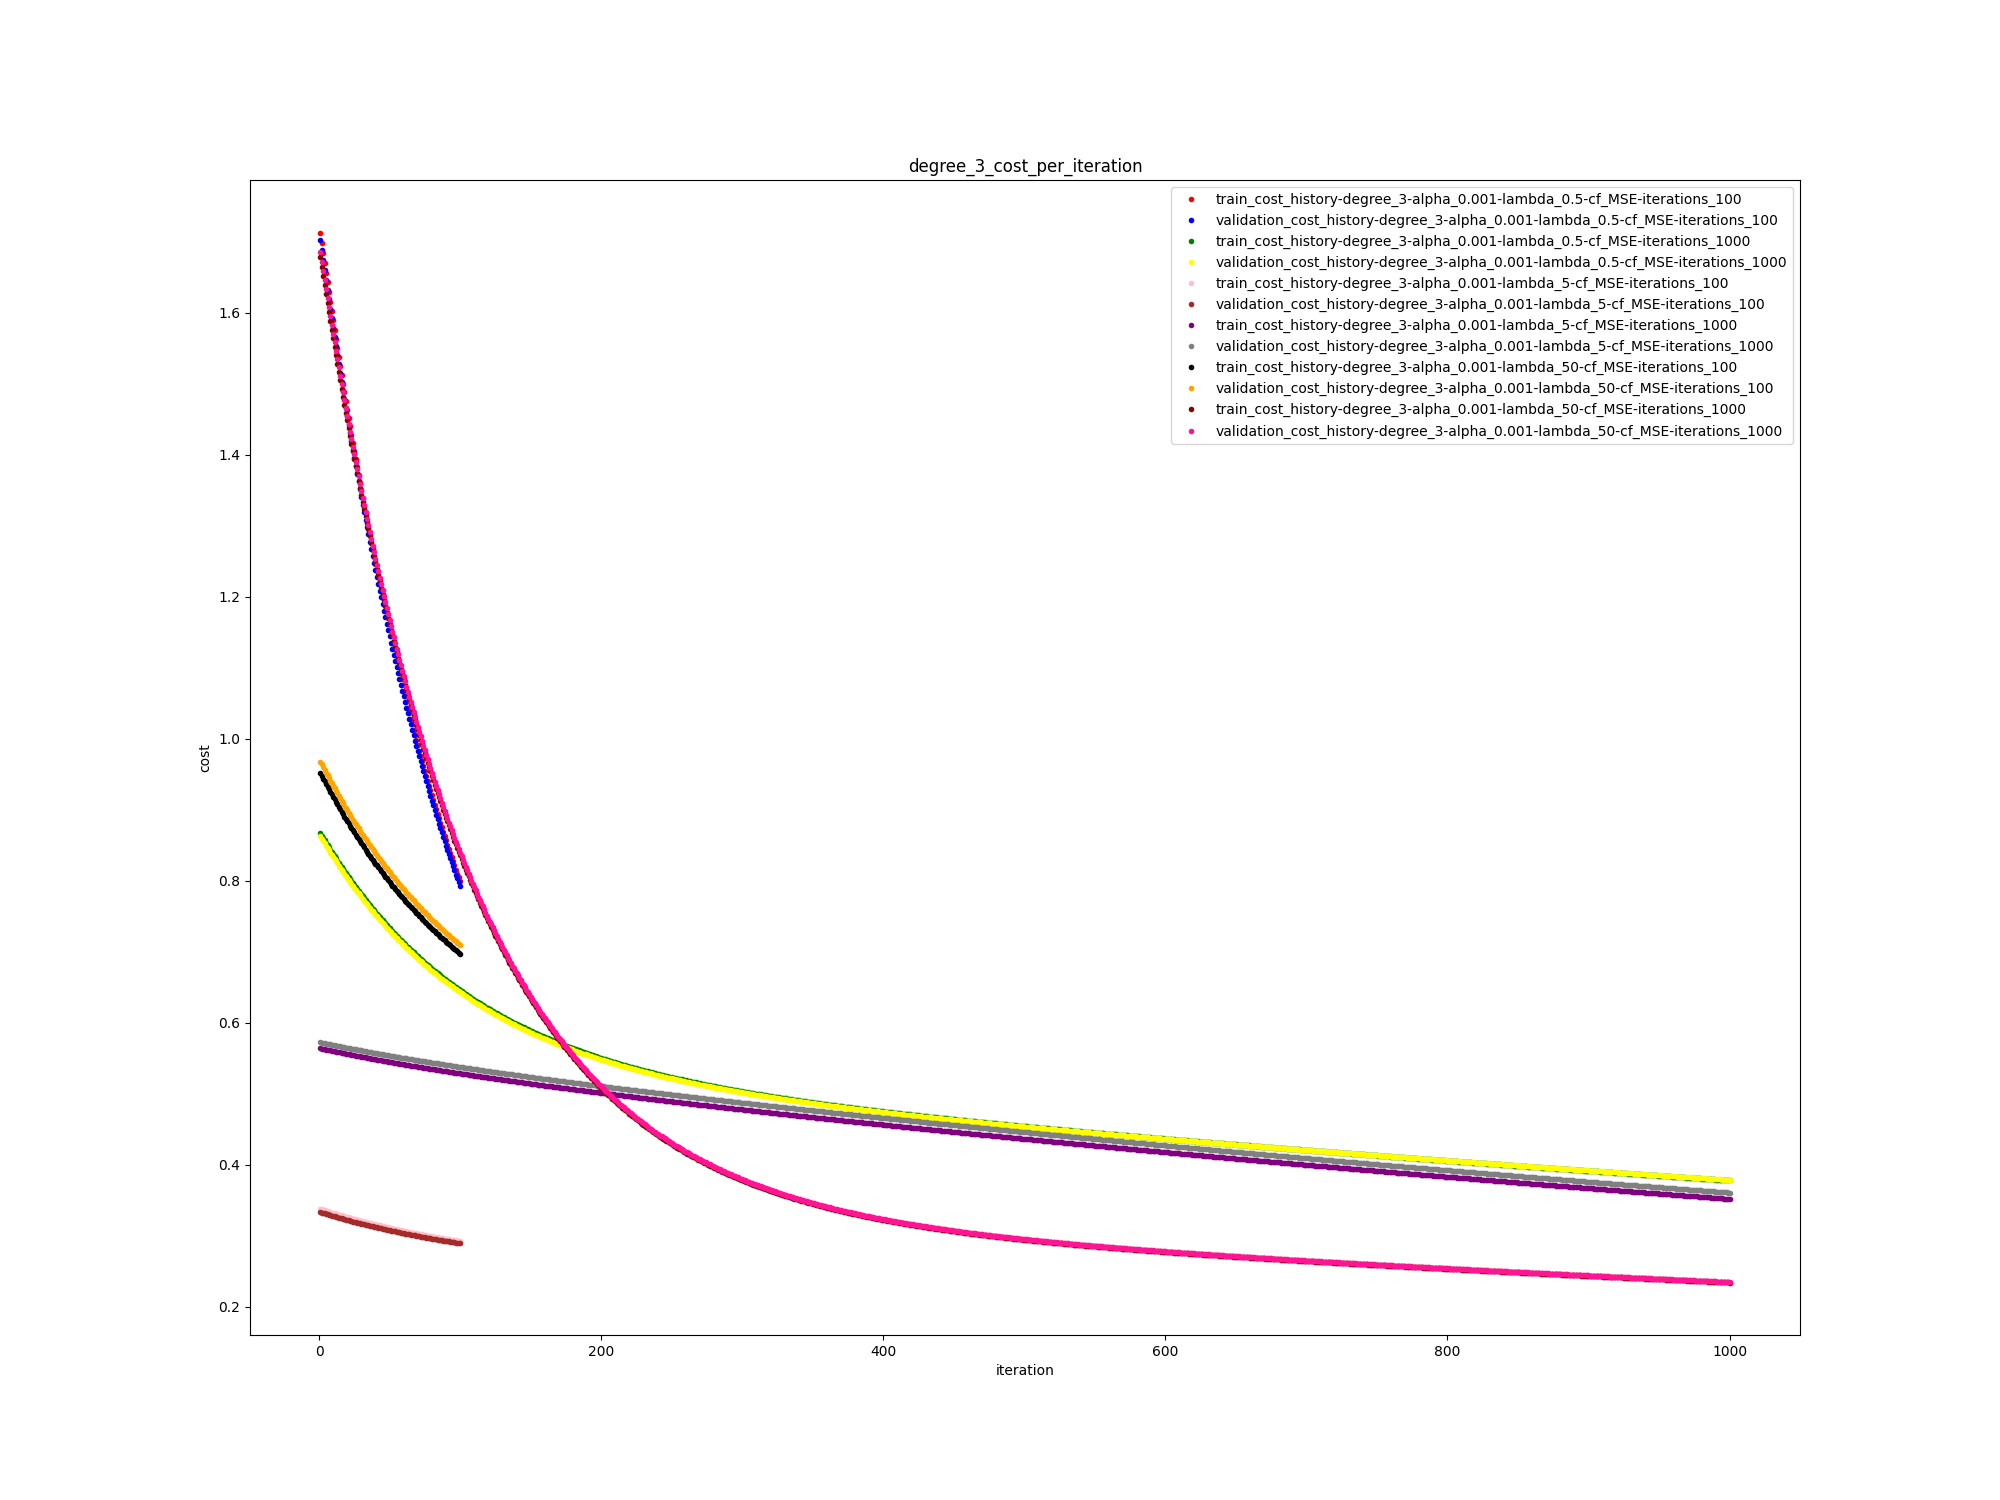 degree_3_cost_per_iteration
train_cost_history-degree_3-alpha_0.001-lambda_0.5-cf_MSE-iterations_100
validation_cost_history-degree_3-alpha_0.001-lambda_0.5-cf_MSE-iterations_100
train_cost_history-degree_3-alpha_0.001-lambda_0.5-cf_MSE-iterations_1000
validation_cost_history-degree_3-alpha_0.001-lambda_0.5-cf_MSE-iterations_1000
train_cost_history-degree_3-alpha_0.001-lambda_5-cf_MSE-iterations_100
validation_cost_history-degree_3-alpha_0.001-lambda_5-cf_MSE-iterations_100
train_cost_history-degree_3-alpha_0.001-lambda_5-cf_MSE-iterations_1000
validation_cost_history-degree_3-alpha_0.001-lambda_5-cf_MSE-iterations_1000
train_cost_history-degree_3-alpha_0.001-lambda_50-cf_MSE-iterations_100
validation_cost_history-degree_3-alpha_0.001-lambda_50-cf_MSE-iterations_100
train_cost_history-degree_3-alpha_0.001-lambda_50-cf_MSE-iterations_1000
validation_cost_history-degree_3-alpha_0.001-lambda_50-cf_MSE-iterations_1000
1.6
1.4
1.2
1.0
0.8
0.6
0.4
0.2
cost
0 200 400 600 800 1000
iteration